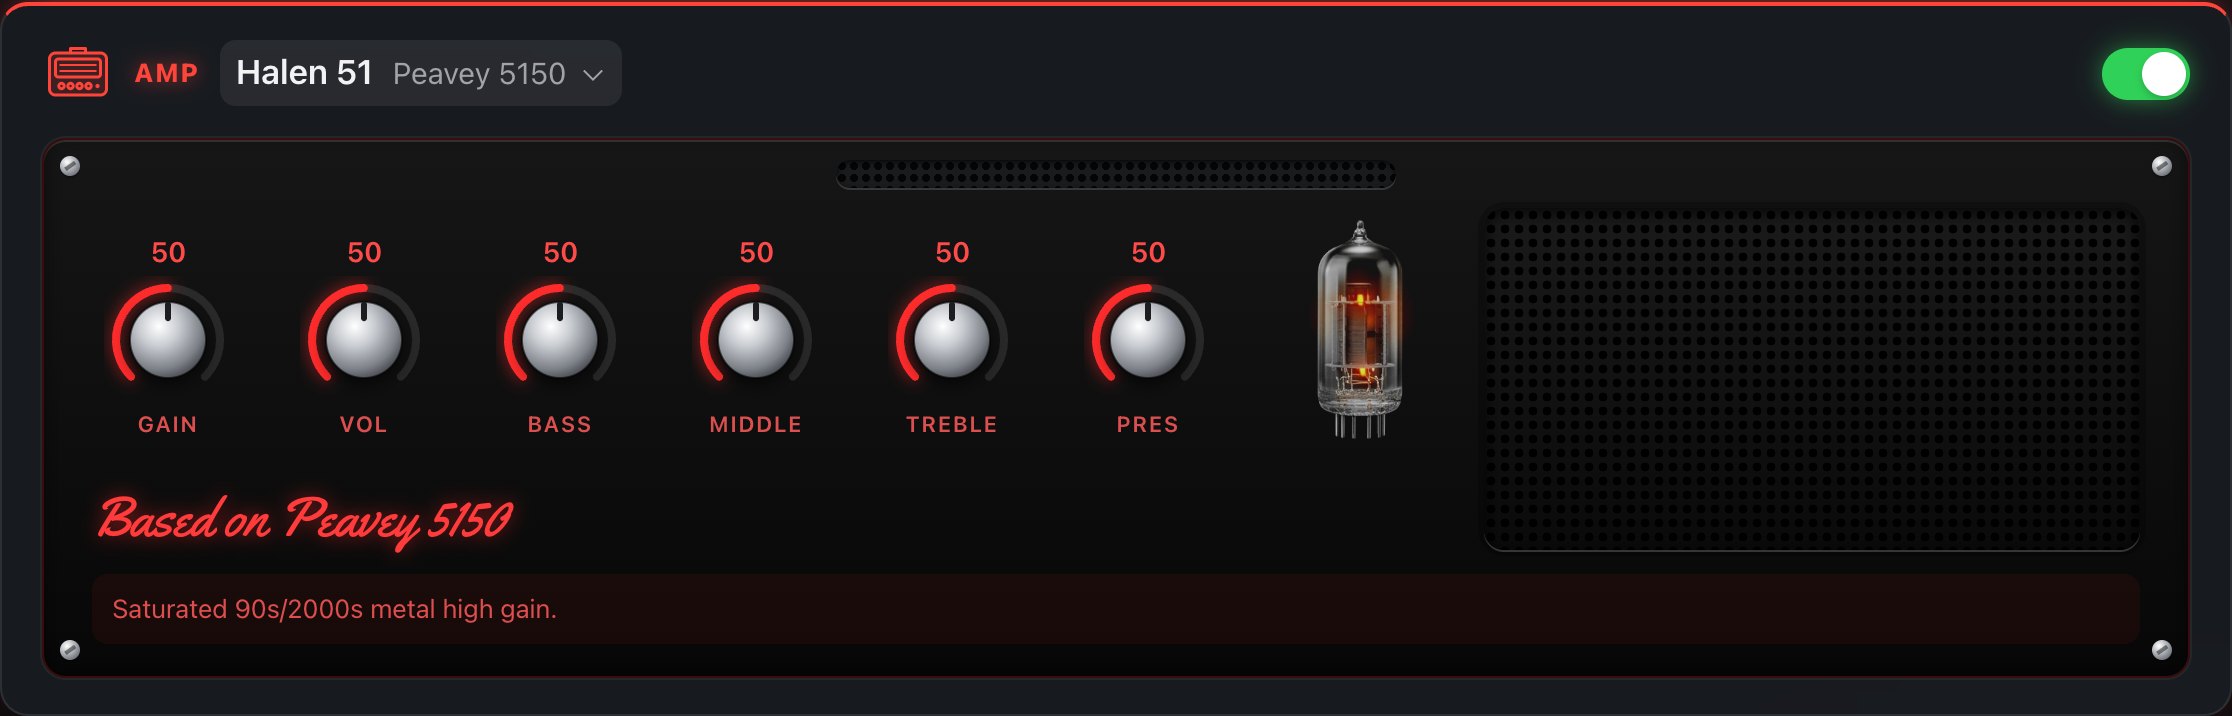 AMP Halen 51 Peavey 5150
50 50 50 50 50 50
GAIN VOL BASS MIDDLE TREBLE PRES
Based on Peavey 5150
Saturated 90s/2000s metal high gain.